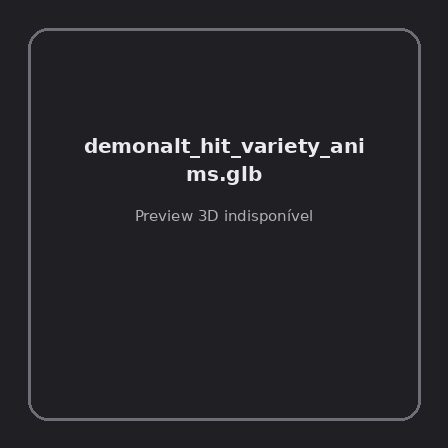 demonalt_hit_variety_ani
ms.glb
Preview 3D indisponível